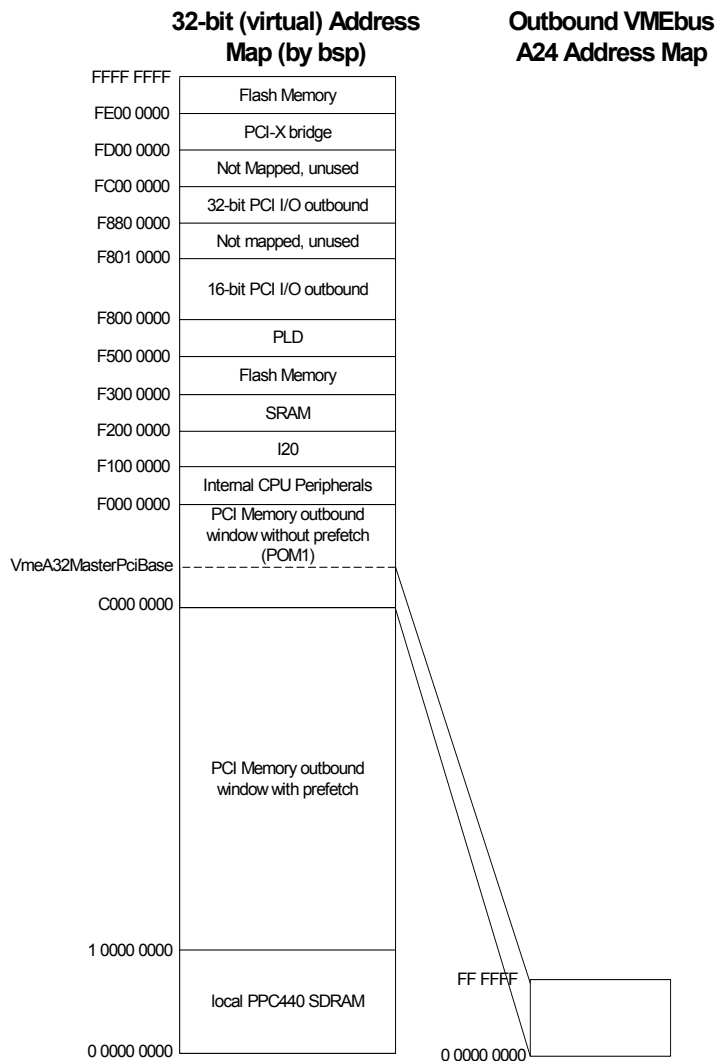 32-bit (virtual) Address
Map (by bsp)
Outbound VMEbus
A24 Address Map
FFFF FFFF
Flash Memory
FE00 0000
PCI-X bridge
FD00 0000
Not Mapped, unused
FC00 0000
32-bit PCI I/O outbound
F880 0000
Not mapped, unused
F801 0000
16-bit PCI I/O outbound
F800 0000
PLD
F500 0000
Flash Memory
F300 0000
SRAM
F200 0000
I20
F100 0000
Internal CPU Peripherals
F000 0000
PCI Memory outbound
window without prefetch
(POM1)
VmeA32MasterPciBase
C000 0000
PCI Memory outbound
window with prefetch
1 0000 0000
local PPC440 SDRAM
0 0000 0000
FF FFFF
0 0000 0000